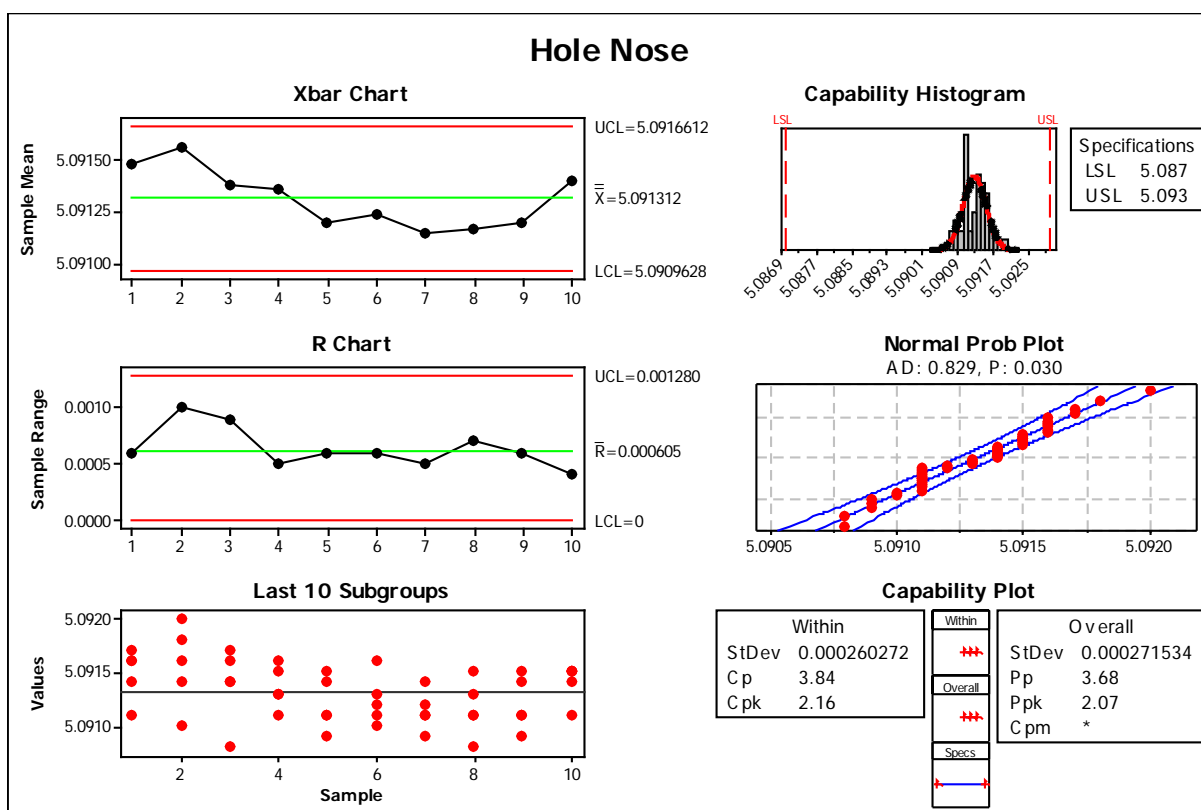 Hole Nose
Xbar Chart
Sample Mean
5.09150
5.09125
5.09100
UCL=5.0916612
X=5.091312
LCL=5.0909628
1 2 3 4 5 6 7 8 9 10
Capability Histogram
LSL USL
5.0869 5.0877 5.0885 5.0893 5.0901 5.0909 5.0917 5.0925
Specifications
LSL 5.087
USL 5.093
R Chart
Sample Range
0.0010
0.0005
0.0000
UCL=0.001280
R=0.000605
LCL=0
1 2 3 4 5 6 7 8 9 10
Normal Prob Plot
AD: 0.829, P: 0.030
5.0905 5.0910 5.0915 5.0920
Last 10 Subgroups
Values
5.0920
5.0915
5.0910
2 4 6 8 10
Sample
Capability Plot
Within
StDev 0.000260272
Cp 3.84
Cpk 2.16
Within
Overall
Specs
Overall
StDev 0.000271534
Pp 3.68
Ppk 2.07
Cpm *